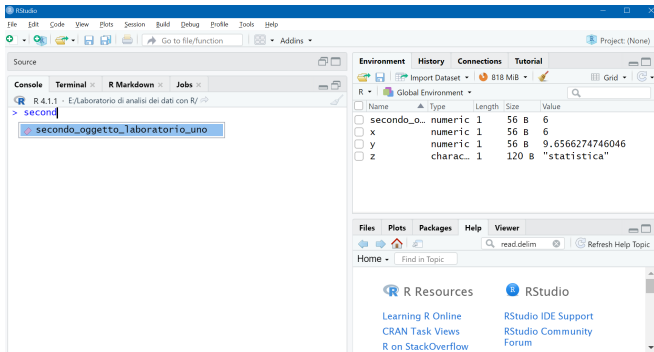 RStudio
File Edit Code View Plots Session Build Debug Profile Tools Help
Go to file/function Addins Project: (None)
Source
Console Terminal R Markdown Jobs
R 4.1.1 · E:/Laboratorio di analisi dei dati con R/
> second
secondo_oggetto_laboratorio_uno
Environment History Connections Tutorial
Import Dataset 818 MiB Grid
R Global Environment
Name Type Length Size Value
secondo_o... numeric 1 56 B 6
x numeric 1 56 B 6
y numeric 1 56 B 9.6566274746046
z charac... 1 120 B "statistica"
Files Plots Packages Help Viewer
read.delim Refresh Help Topic
Home Find in Topic
R Resources
Learning R Online
CRAN Task Views
R on StackOverflow
RStudio
RStudio IDE Support
RStudio Community
Forum